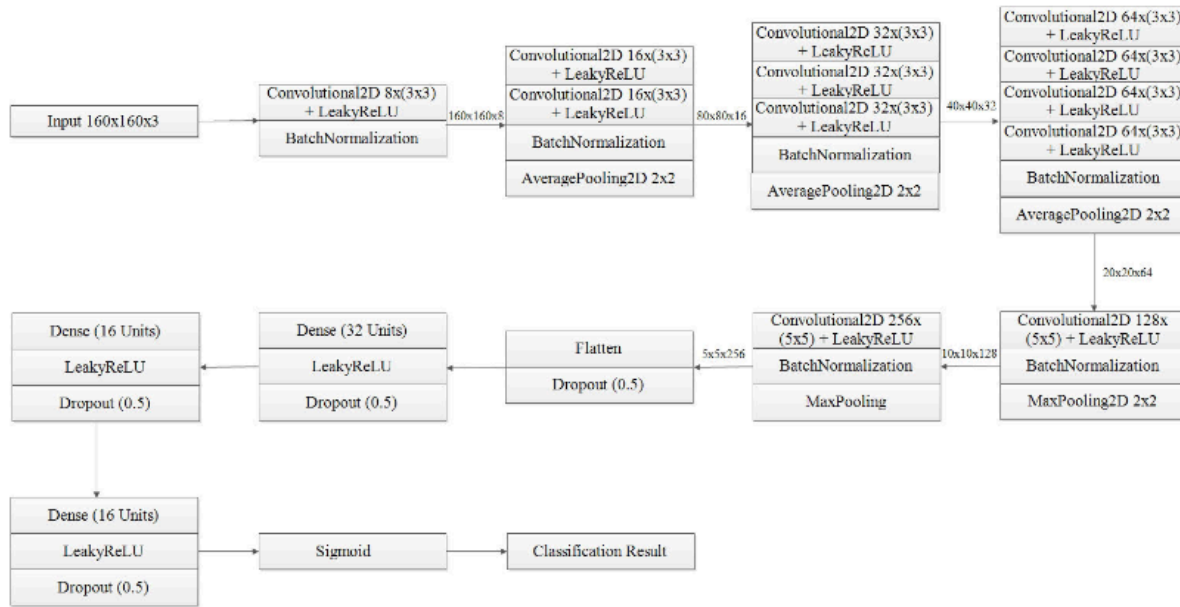 Input 160x160x3
Convolutional2D 8x(3x3)
+ LeakyReLU
BatchNormalization
160x160x8
Convolutional2D 16x(3x3)
+ LeakyReLU
Convolutional2D 16x(3x3)
+ LeakyReLU
BatchNormalization
AveragePooling2D 2x2
80x80x16
Convolutional2D 32x(3x3)
+ LeakyReLU
Convolutional2D 32x(3x3)
+ LeakyReLU
Convolutional2D 32x(3x3)
+ LeakyReLU
BatchNormalization
AveragePooling2D 2x2
40x40x32
Convolutional2D 64x(3x3)
+ LeakyReLU
Convolutional2D 64x(3x3)
+ LeakyReLU
Convolutional2D 64x(3x3)
+ LeakyReLU
Convolutional2D 64x(3x3)
+ LeakyReLU
BatchNormalization
AveragePooling2D 2x2
20x20x64
Convolutional2D 128x
(5x5) + LeakyReLU
BatchNormalization
MaxPooling2D 2x2
10x10x128
Convolutional2D 256x
(5x5) + LeakyReLU
BatchNormalization
MaxPooling
5x5x256
Flatten
Dropout (0.5)
Dense (32 Units)
LeakyReLU
Dropout (0.5)
Dense (16 Units)
LeakyReLU
Dropout (0.5)
Dense (16 Units)
LeakyReLU
Dropout (0.5)
Sigmoid
Classification Result